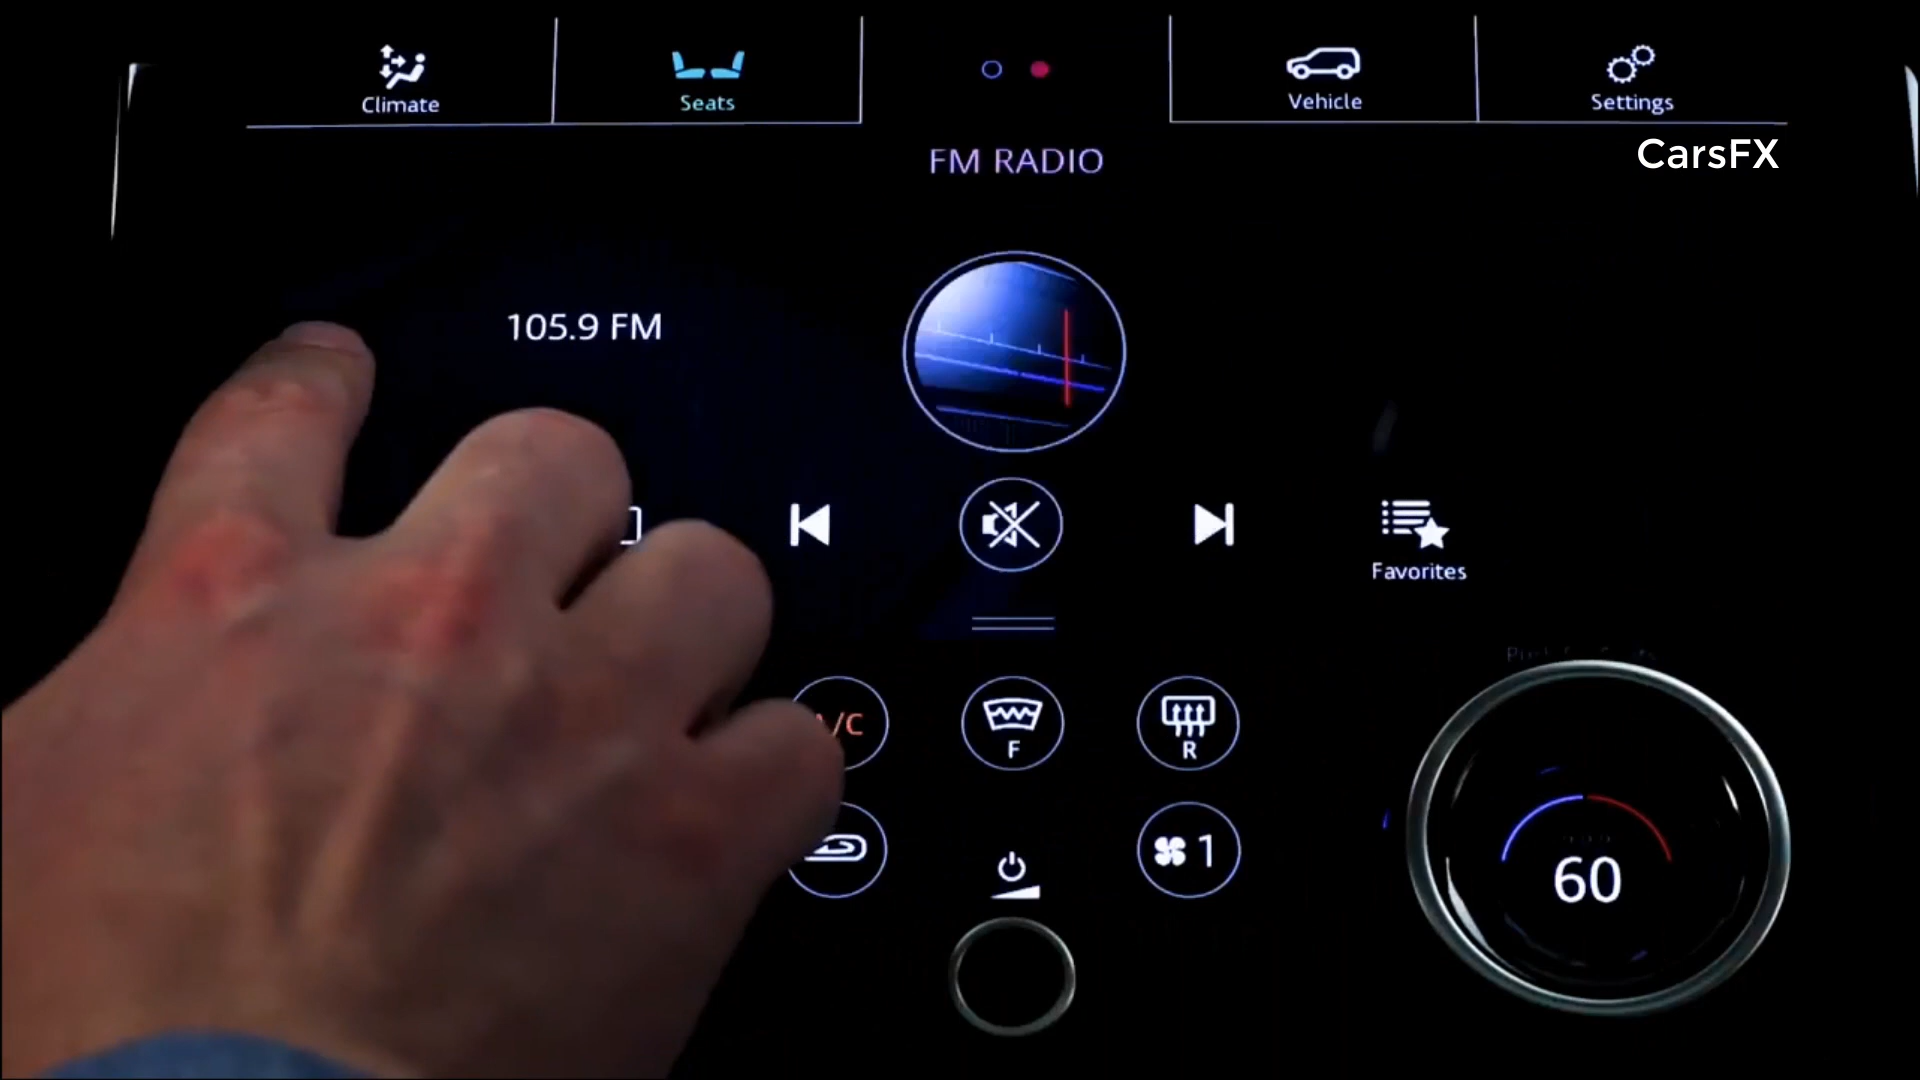 Climate
Seats
Vehicle
Settings
CarsFX
FM RADIO
105.9 FM
Favorites
/C
F
R
1
60